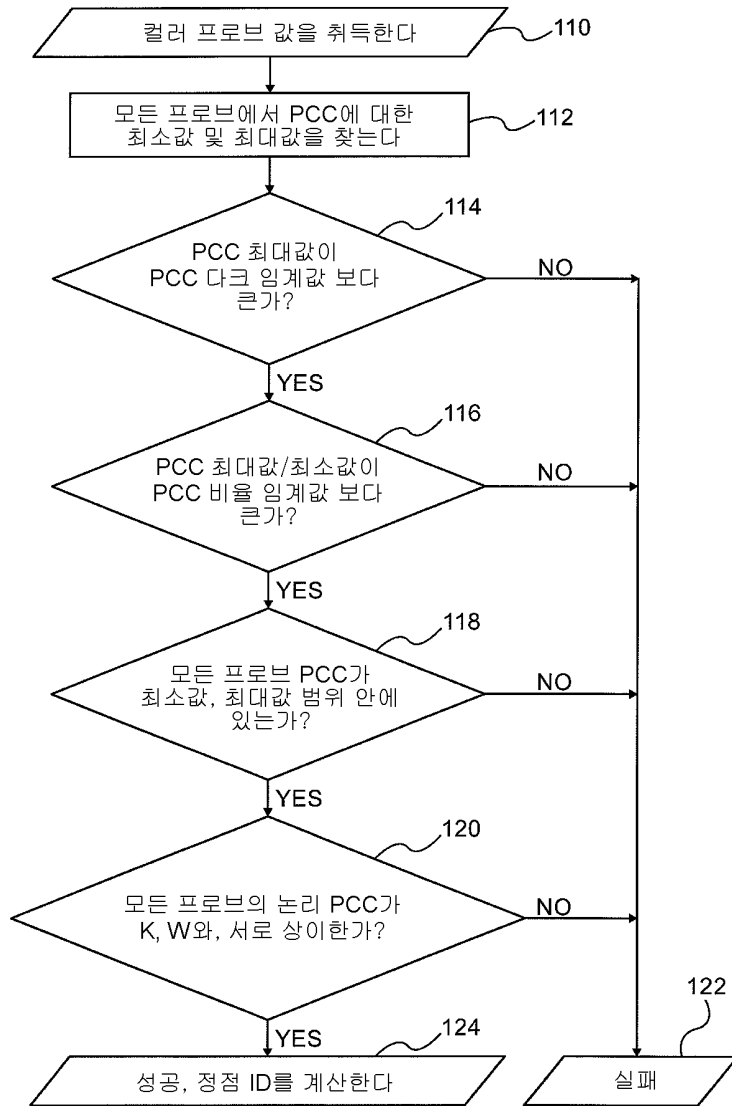 컬러 프로브 값을 취득한다
110
모든 프로브에서 PCC에 대한
최소값 및 최대값을 찾는다
112
114
PCC 최대값이
PCC 다크 임계값 보다
큰가?
NO
YES
116
PCC 최대값/최소값이
PCC 비율 임계값 보다
큰가?
NO
YES
118
모든 프로브 PCC가
최소값, 최대값 범위 안에
있는가?
NO
YES
120
모든 프로브의 논리 PCC가
K, W와, 서로 상이한가?
NO
YES
124
성공, 정점 ID를 계산한다
122
실패